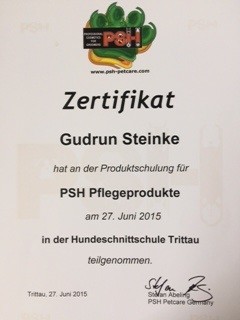 PSH
www.psh-petcare.com
Zertifikat
Gudrun Steinke
hat an der Produktschulung für
PSH Pflegeprodukte
am 27. Juni 2015
in der Hundeschnittschule Trittau
teilgenommen.
Trittau, 27. Juni 2015
Stefan Abeling
PSH Petcare Germany